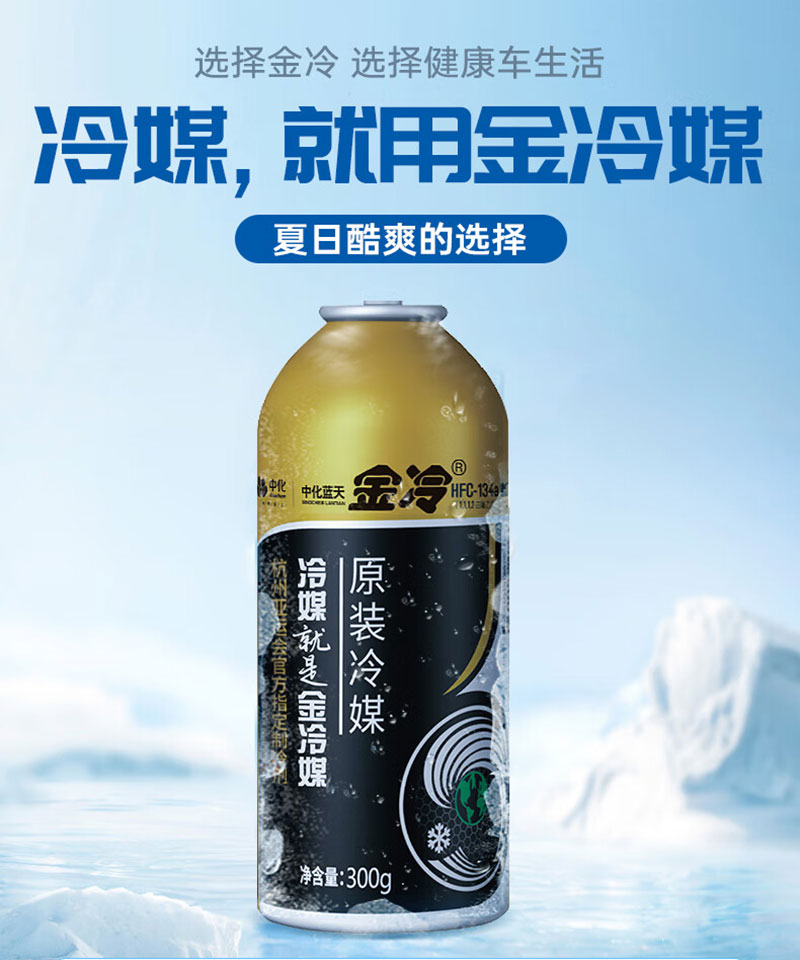 选择金冷 选择健康车生活
冷媒,就用金冷媒
夏日酷爽的选择
中化
中化蓝天
SINOCHEM LANTIAN
金冷®
HFC-134a
原装冷媒
冷媒就是金冷媒
杭州亚运会官方指定制冷剂
净含量:300g